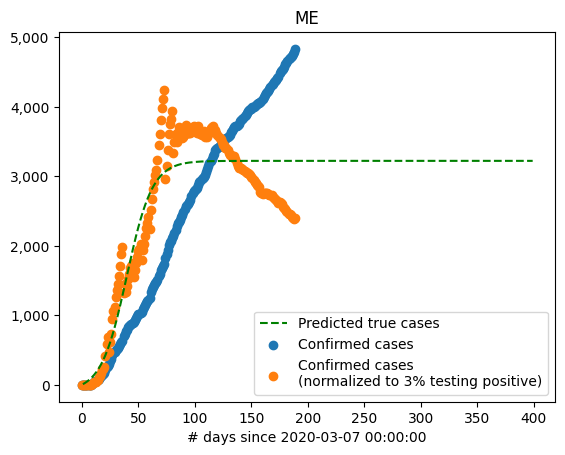 ME
5,000
4,000
3,000
2,000
1,000
0
Predicted true cases
Confirmed cases
Confirmed cases
(normalized to 3% testing positive)
0 50 100 150 200 250 300 350 400
# days since 2020-03-07 00:00:00